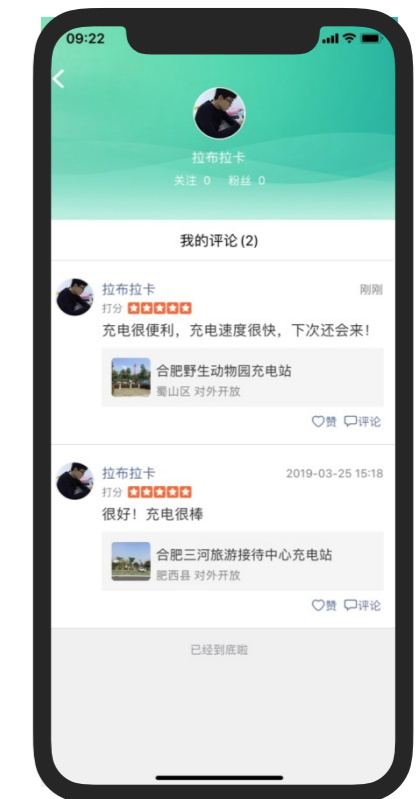 09:22
拉布拉卡
关注 0 粉丝 0
我的评论(2)
拉布拉卡 刚刚
打分
充电很便利，充电速度很快，下次还会来！
合肥野生动物园充电站
蜀山区 对外开放
赞 评论
拉布拉卡 2019-03-25 15:18
打分
很好！充电很棒
合肥三河旅游接待中心充电站
肥西县 对外开放
赞 评论
已经到底啦